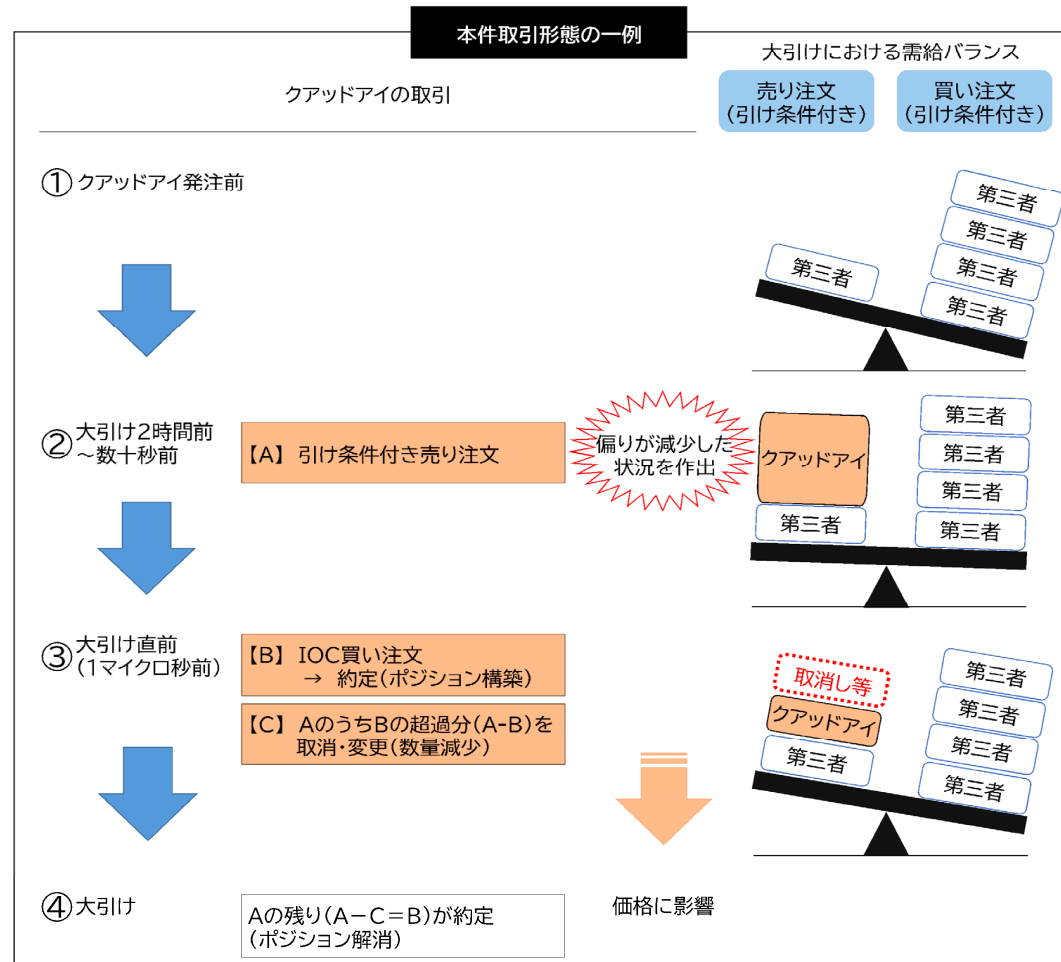 本件取引形態の一例
大引けにおける需給バランス
クアッドアイの取引
売り注文
(引け条件付き)
買い注文
(引け条件付き)
① クアッドアイ発注前
第三者
第三者
第三者
第三者
第三者
② 大引け2時間前
~数十秒前
【A】 引け条件付き売り注文
偏りが減少した
状況を作出
クアッドアイ
第三者
第三者
第三者
第三者
第三者
③ 大引け直前
(1マイクロ秒前)
【B】 IOC買い注文
→ 約定(ポジション構築)
【C】 AのうちBの超過分(A-B)を
取消・変更(数量減少)
取消し等
クアッドアイ
第三者
第三者
第三者
第三者
第三者
④ 大引け
Aの残り(A-C=B)が約定
(ポジション解消)
価格に影響